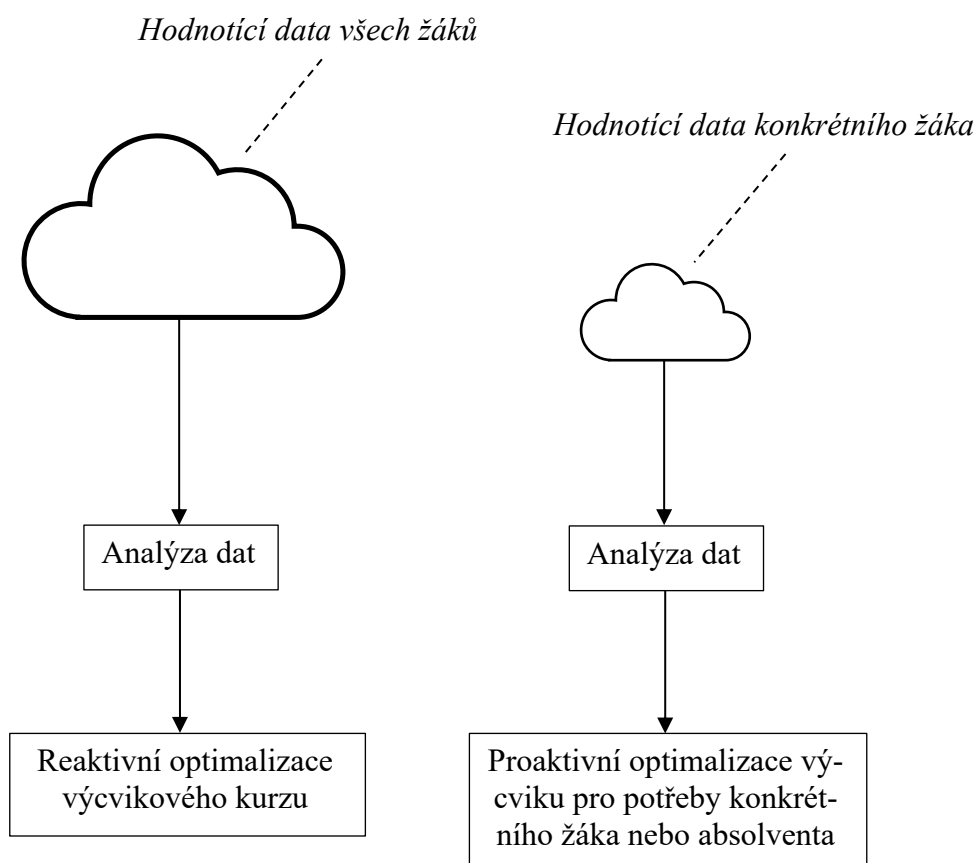 Hodnotící data všech žáků
Hodnotící data konkrétního žáka
Analýza dat
Analýza dat
Reaktivní optimalizace
výcvikového kurzu
Proaktivní optimalizace vý-
cviku pro potřeby konkrét-
ního žáka nebo absolventa